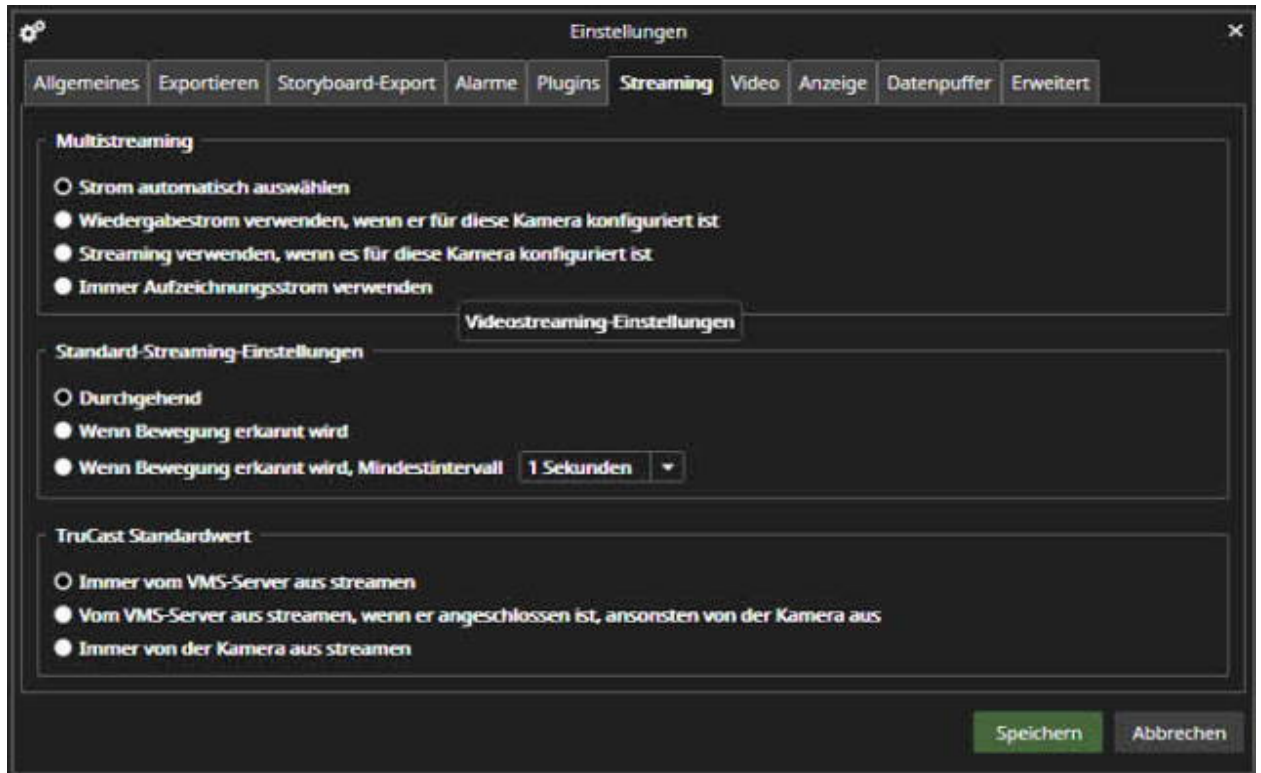 Einstellungen
Allgemeines Exportieren Storyboard-Export Alarme Plugins Streaming Video Anzeige Datenpuffer Erweitert
Multistreaming
Strom automatisch auswählen
Wiedergabestrom verwenden, wenn er für diese Kamera konfiguriert ist
Streaming verwenden, wenn es für diese Kamera konfiguriert ist
Immer Aufzeichnungsstrom verwenden
Videostreaming-Einstellungen
Standard-Streaming-Einstellungen
Durchgehend
Wenn Bewegung erkannt wird
Wenn Bewegung erkannt wird, Mindestintervall 1 Sekunden
TruCast Standardwert
Immer vom VMS-Server aus streamen
Vom VMS-Server aus streamen, wenn er angeschlossen ist, ansonsten von der Kamera aus
Immer von der Kamera aus streamen
Speichern Abbrechen